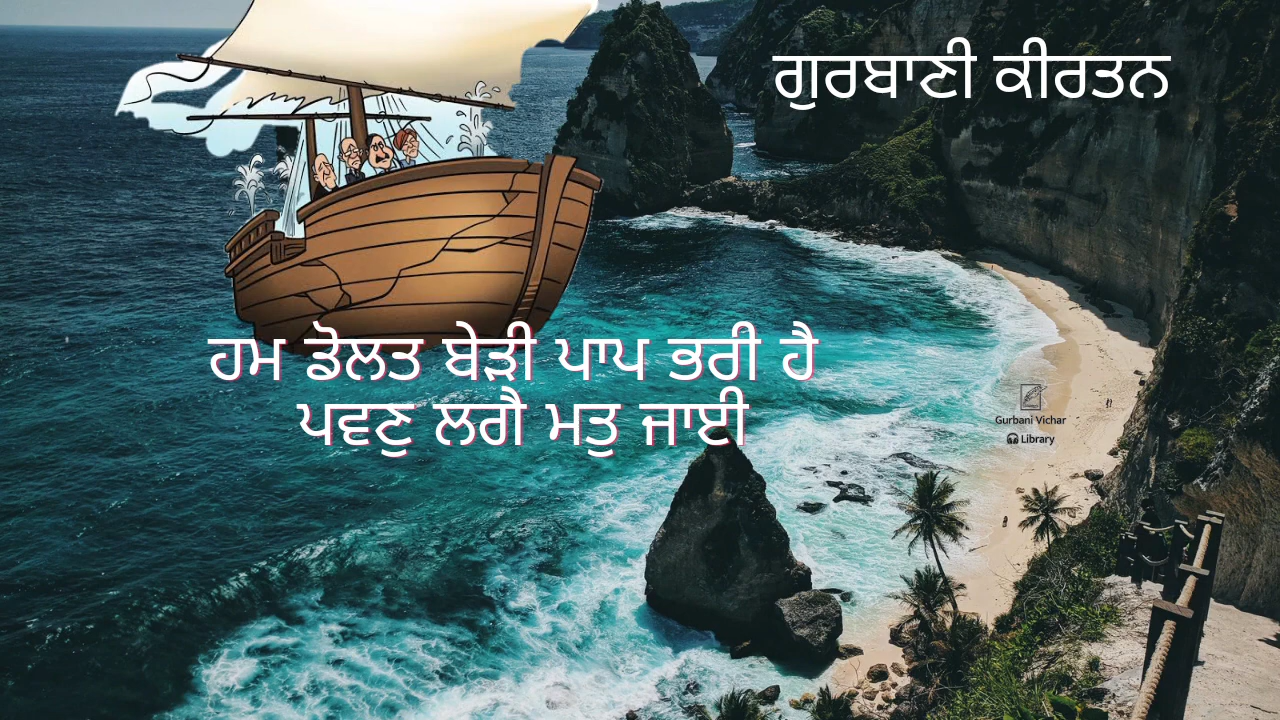 ਗੁਰਬਾਣੀ ਕੀਰਤਨ
ਹਮ ਡੋਲਤ ਬੇੜੀ ਪਾਪ ਭਰੀ ਹੈ
ਪਵਣੁ ਲਗੈ ਮਤੁ ਜਾਈ
Gurbani Vichar
Library